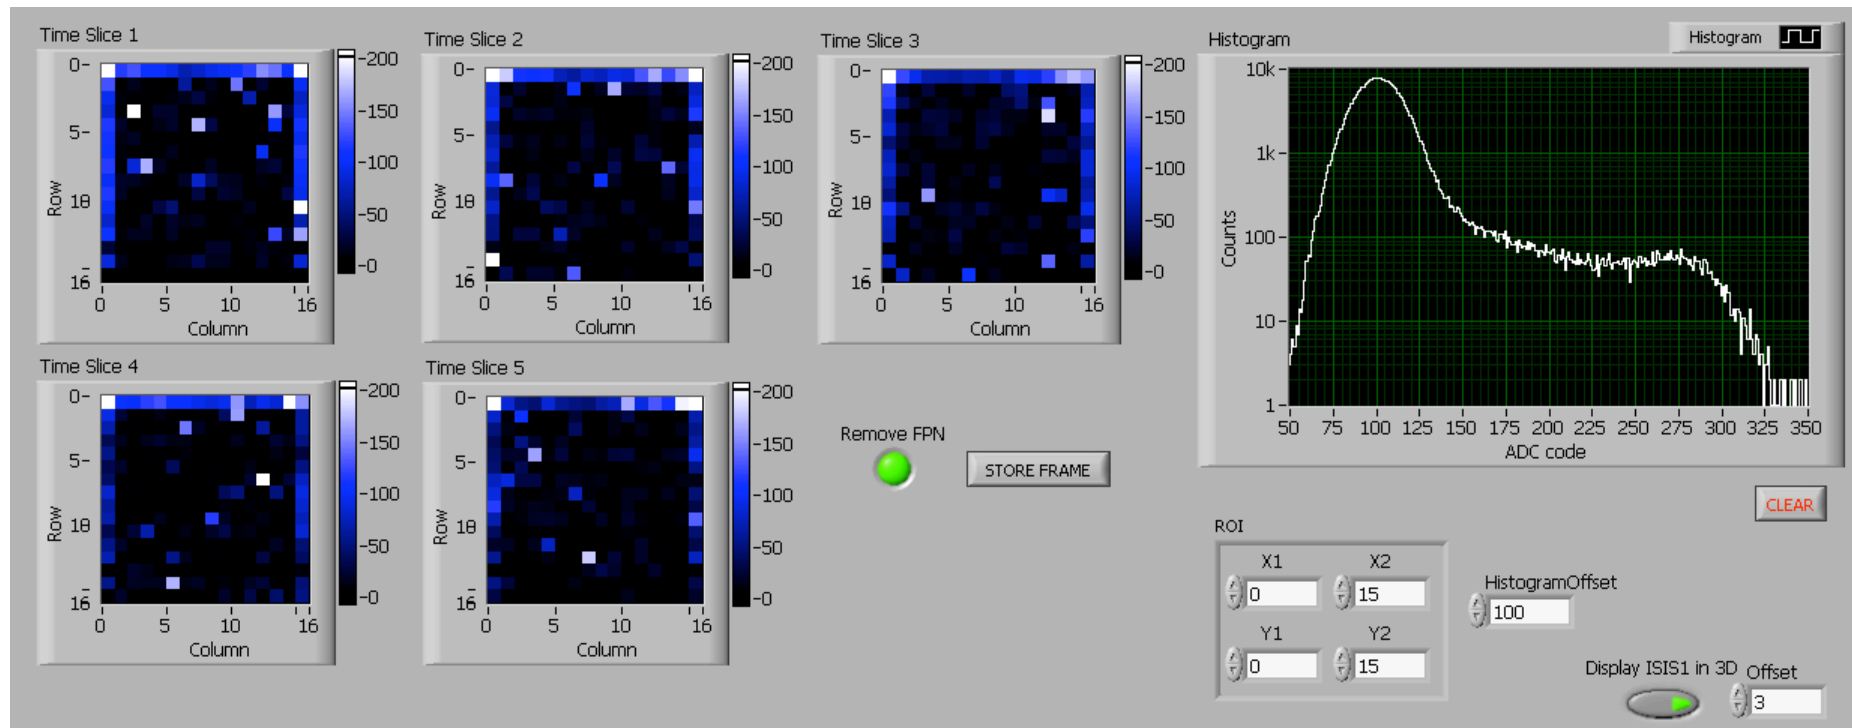 Time Slice 1
0-
5-
10
16
Row
0 5 10 16
Column
-200
-150
-100
-50
-0
Time Slice 2
0-
5-
10
16
Row
0 5 10 16
Column
-200
-150
-100
-50
-0
Time Slice 3
0-
5-
10
16
Row
0 5 10 16
Column
-200
-150
-100
-50
-0
Histogram
Histogram
10k-
1k-
100-
10-
1-
Counts
50 75 100 125 150 175 200 225 250 275 300 325 350
ADC code
Time Slice 4
0-
5-
10
16
Row
0 5 10 16
Column
-200
-150
-100
-50
-0
Time Slice 5
0-
5-
10
16
Row
0 5 10 16
Column
-200
-150
-100
-50
-0
Remove FPN
STORE FRAME
CLEAR
ROI
X1 X2
0 15
Y1 Y2
0 15
HistogramOffset
100
Display ISIS1 in 3D
Offset
3